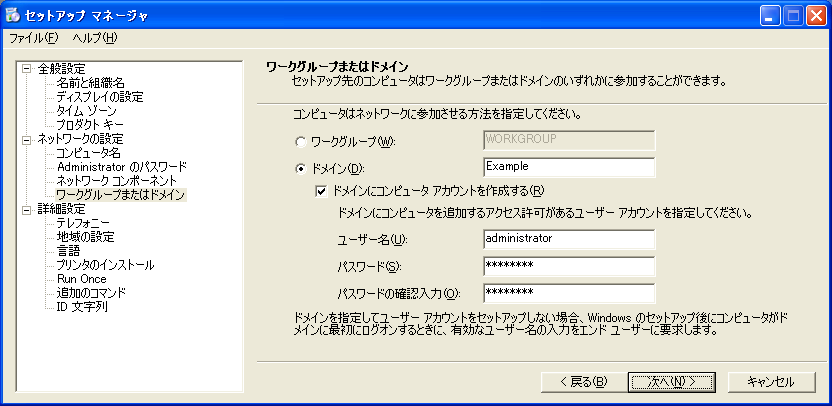 セットアップ マネージャ
ファイル(F) ヘルプ(H)
全般設定
名前と組織名
ディスプレイの設定
タイム ゾーン
プロダクト キー
ネットワークの設定
コンピュータ名
Administrator のパスワード
ネットワーク コンポーネント
ワークグループまたはドメイン
詳細設定
テレフォニー
地域の設定
言語
プリンタのインストール
Run Once
追加のコマンド
ID 文字列
ワークグループまたはドメイン
セットアップ先のコンピュータはワークグループまたはドメインのいずれかに参加することができます。
コンピュータはネットワークに参加させる方法を指定してください。
ワークグループ(W): WORKGROUP
ドメイン(D): Example
ドメインにコンピュータ アカウントを作成する(R)
ドメインにコンピュータを追加するアクセス許可があるユーザー アカウントを指定してください。
ユーザー名(U): administrator
パスワード(S): ********
パスワードの確認入力(O): ********
ドメインを指定してユーザー アカウントをセットアップしない場合、Windows のセットアップ後にコンピュータがド
メインに最初にログオンするときに、有効なユーザー名の入力をエンド ユーザーに要求します。
< 戻る(B) 次へ(N) > キャンセル